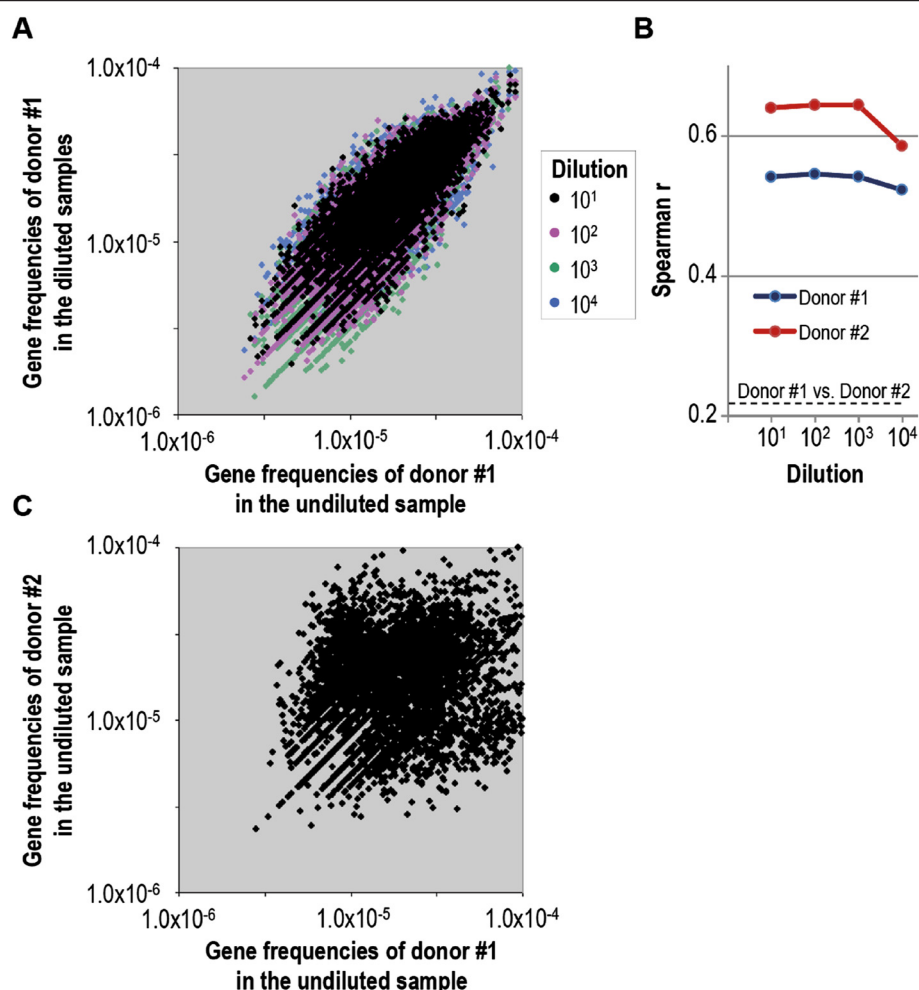 A
1.0x10⁻⁴
1.0x10⁻⁵
1.0x10⁻⁶
Gene frequencies of donor #1
in the diluted samples
1.0x10⁻⁶
1.0x10⁻⁵
1.0x10⁻⁴
Gene frequencies of donor #1
in the undiluted sample
Dilution
10¹
10²
10³
10⁴
B
Spearman r
0.6
0.4
0.2
Donor #1
Donor #2
Donor #1 vs. Donor #2
10¹
10²
10³
10⁴
Dilution
C
1.0x10⁻⁴
1.0x10⁻⁵
1.0x10⁻⁶
Gene frequencies of donor #2
in the undiluted sample
1.0x10⁻⁶
1.0x10⁻⁵
1.0x10⁻⁴
Gene frequencies of donor #1
in the undiluted sample